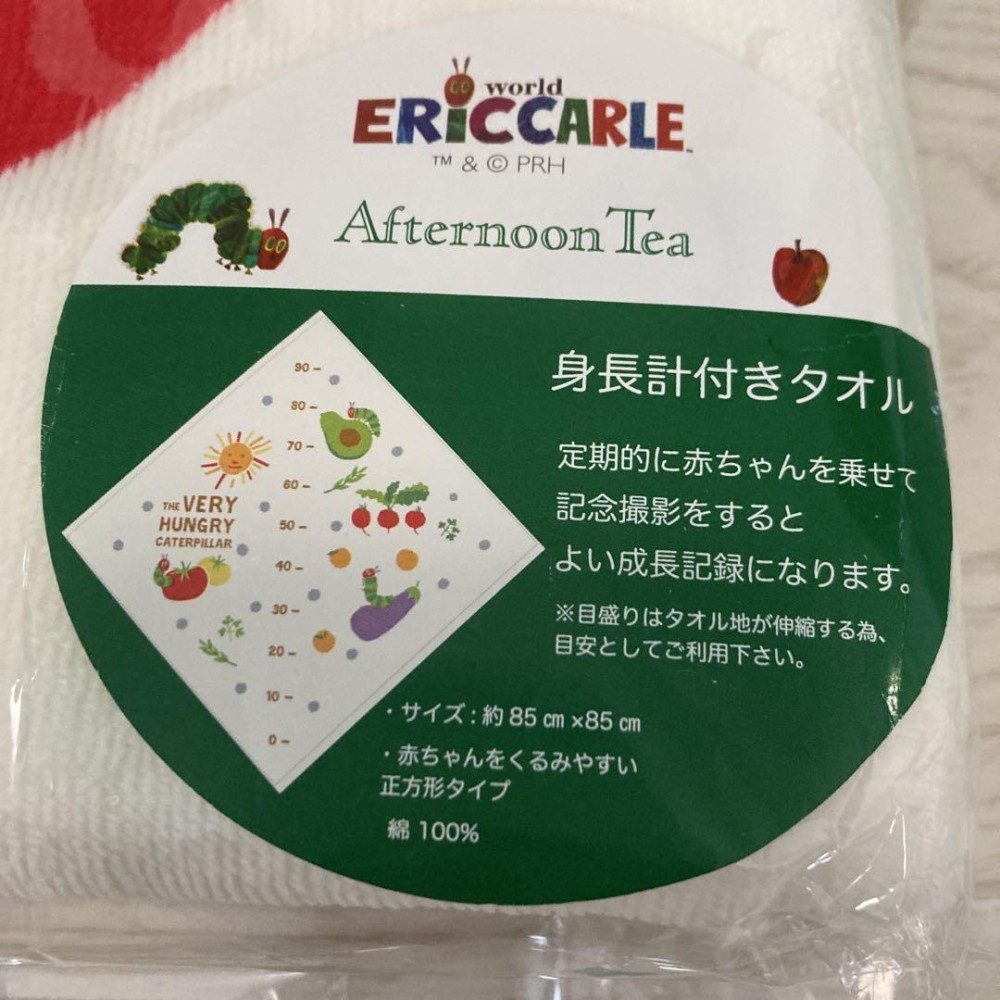 world
ERIC CARLE™
™ & © PRH
Afternoon Tea
身長計付きタオル
定期的に赤ちゃんを乗せて
記念撮影をすると
よい成長記録になります。
※目盛りはタオル地が伸縮する為、
目安としてご利用下さい。
90 –
80 –
70 –
60 –
50 –
40 –
30 –
20 –
10 –
0 –
THE VERY
HUNGRY
CATERPILLAR
・サイズ : 約 85 ㎝ ×85 ㎝
・赤ちゃんをくるみやすい
正方形タイプ
綿 100%